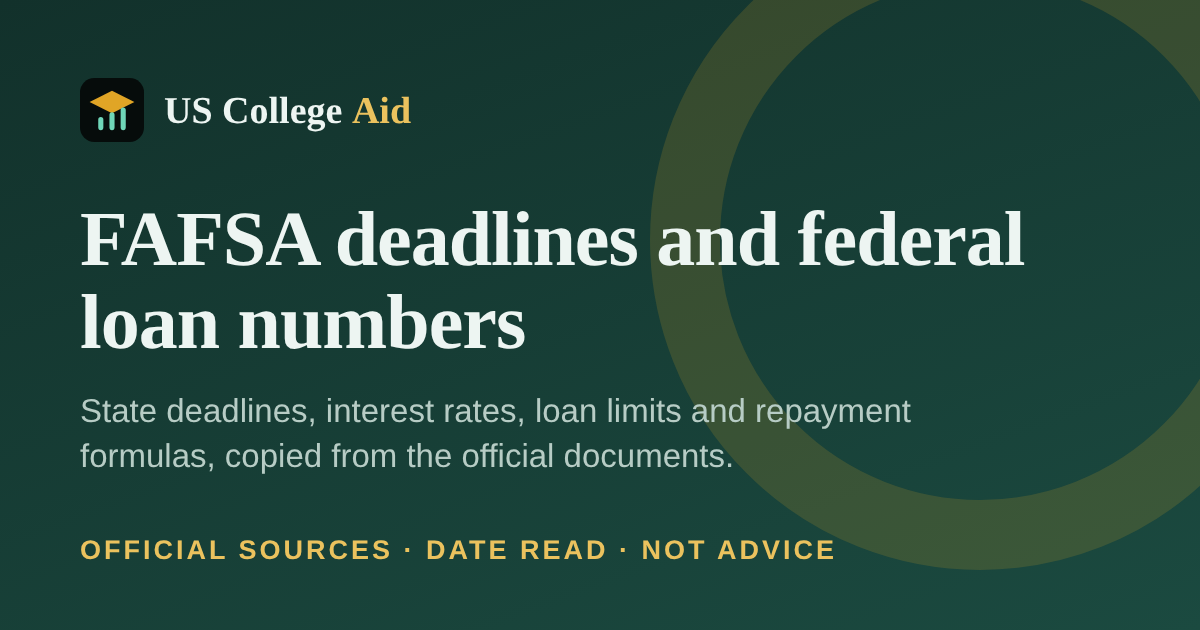 US College Aid
FAFSA deadlines and federal
loan numbers
State deadlines, interest rates, loan limits and repayment
formulas, copied from the official documents.
OFFICIAL SOURCES · DATE READ · NOT ADVICE